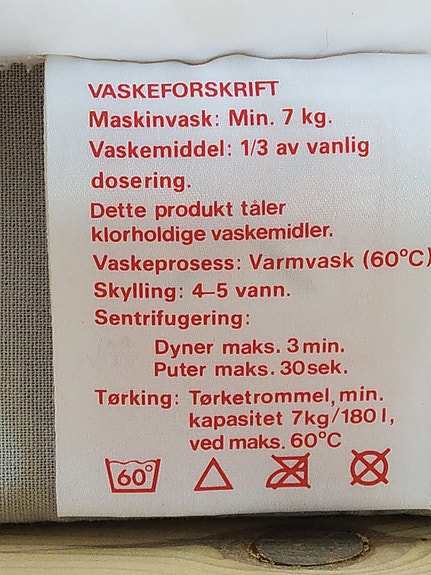 VASKEFORSKRIFT
Maskinvask: Min. 7 kg.
Vaskemiddel: 1/3 av vanlig
dosering.
Dette produkt tåler
klorholdige vaskemidler.
Vaskeprosess: Varmvask (60°C)
Skylling: 4–5 vann.
Sentrifugering:
Dyner maks. 3 min.
Puter maks. 30 sek.
Tørking: Tørketrommel, min.
kapasitet 7kg/180 l,
ved maks. 60°C
60°